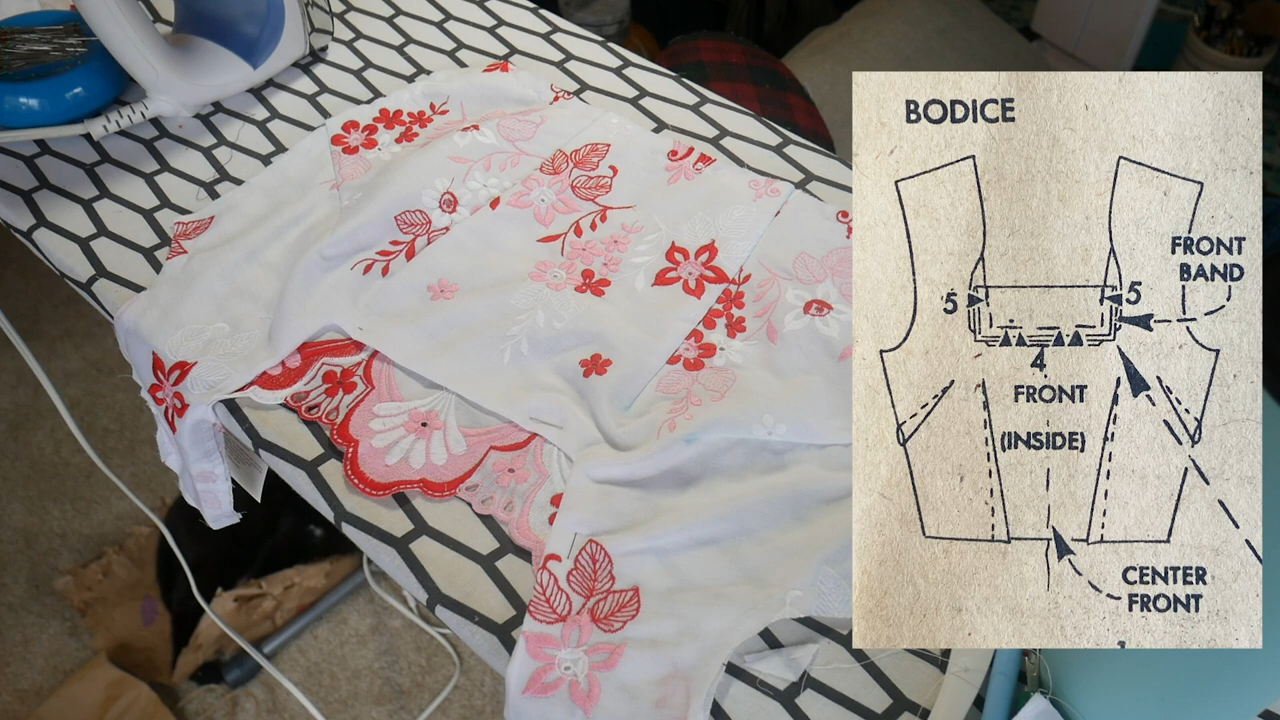 BODICE
FRONT
BAND
5
5
4
FRONT
(INSIDE)
CENTER
FRONT